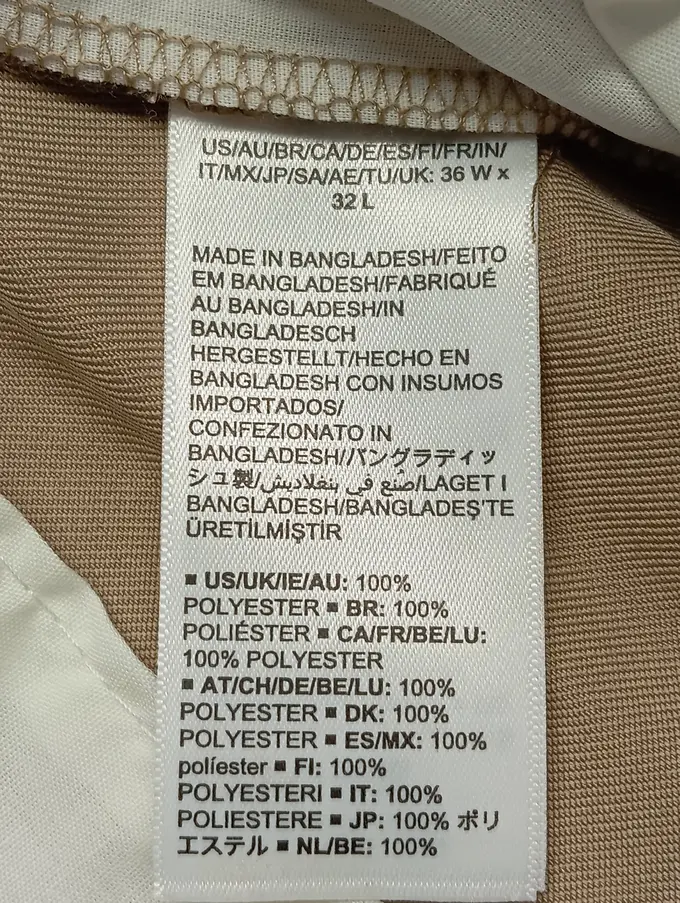 US/AU/BR/CA/DE/ES/FI/FR/IN/
IT/MX/JP/SA/AE/TU/UK: 36 W x
32 L
MADE IN BANGLADESH/FEITO
EM BANGLADESH/FABRIQUÉ
AU BANGLADESH/IN
BANGLADESCH
HERGESTELLT/HECHO EN
BANGLADESH CON INSUMOS
IMPORTADOS/
CONFEZIONATO IN
BANGLADESH/バングラディッ
シュ製/صُنع في بنغلاديش/LAGET I
BANGLADESH/BANGLADEŞ'TE
ÜRETİLMİŞTİR
▪ US/UK/IE/AU: 100%
POLYESTER ▪ BR: 100%
POLIÉSTER ▪ CA/FR/BE/LU:
100% POLYESTER
▪ AT/CH/DE/BE/LU: 100%
POLYESTER ▪ DK: 100%
POLYESTER ▪ ES/MX: 100%
políester ▪ FI: 100%
POLYESTERI ▪ IT: 100%
POLIESTERE ▪ JP: 100% ポリ
エステル ▪ NL/BE: 100%